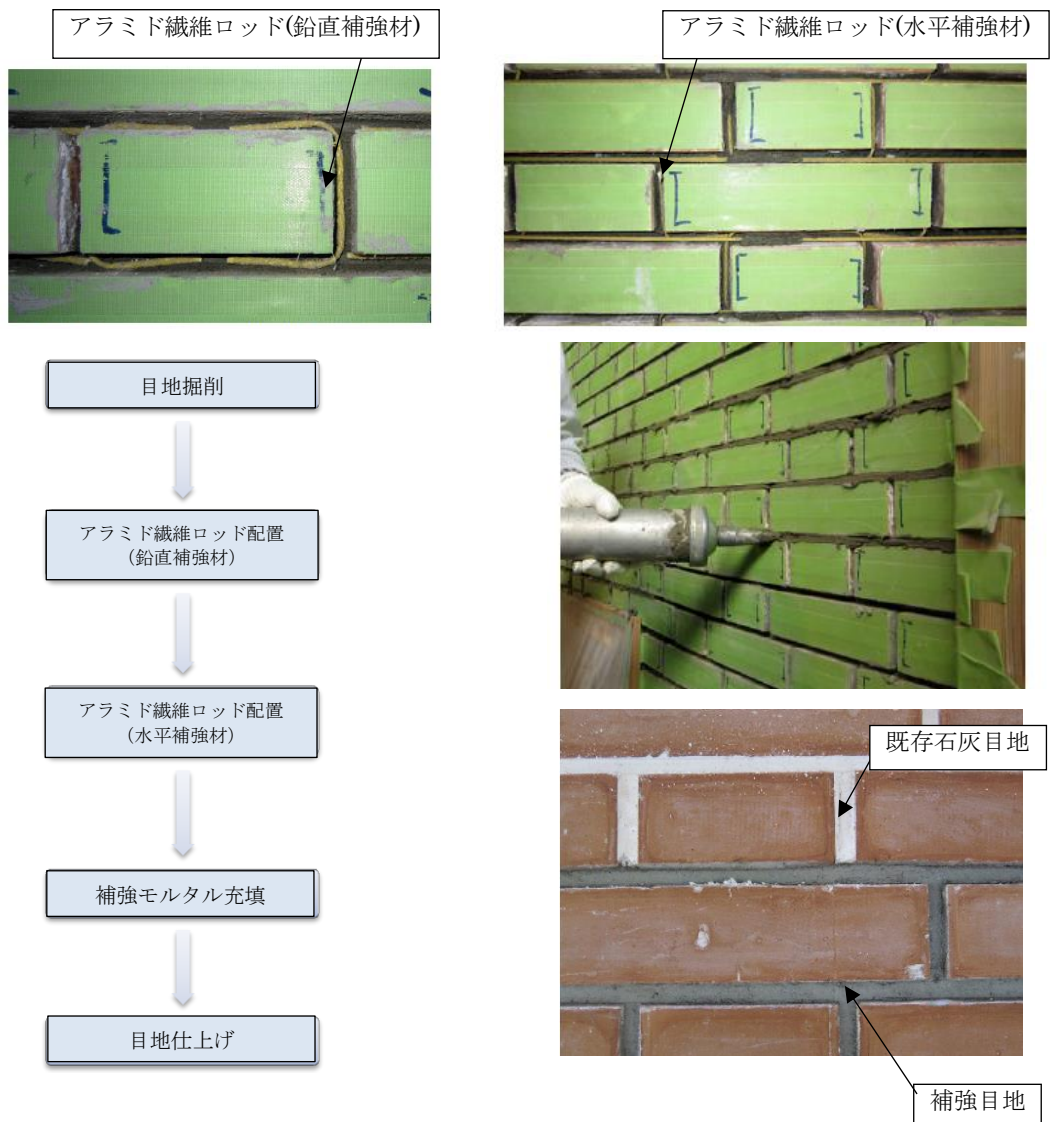 アラミド繊維ロッド(鉛直補強材)
アラミド繊維ロッド(水平補強材)
目地掘削
アラミド繊維ロッド配置
(鉛直補強材)
アラミド繊維ロッド配置
(水平補強材)
補強モルタル充填
目地仕上げ
既存石灰目地
補強目地